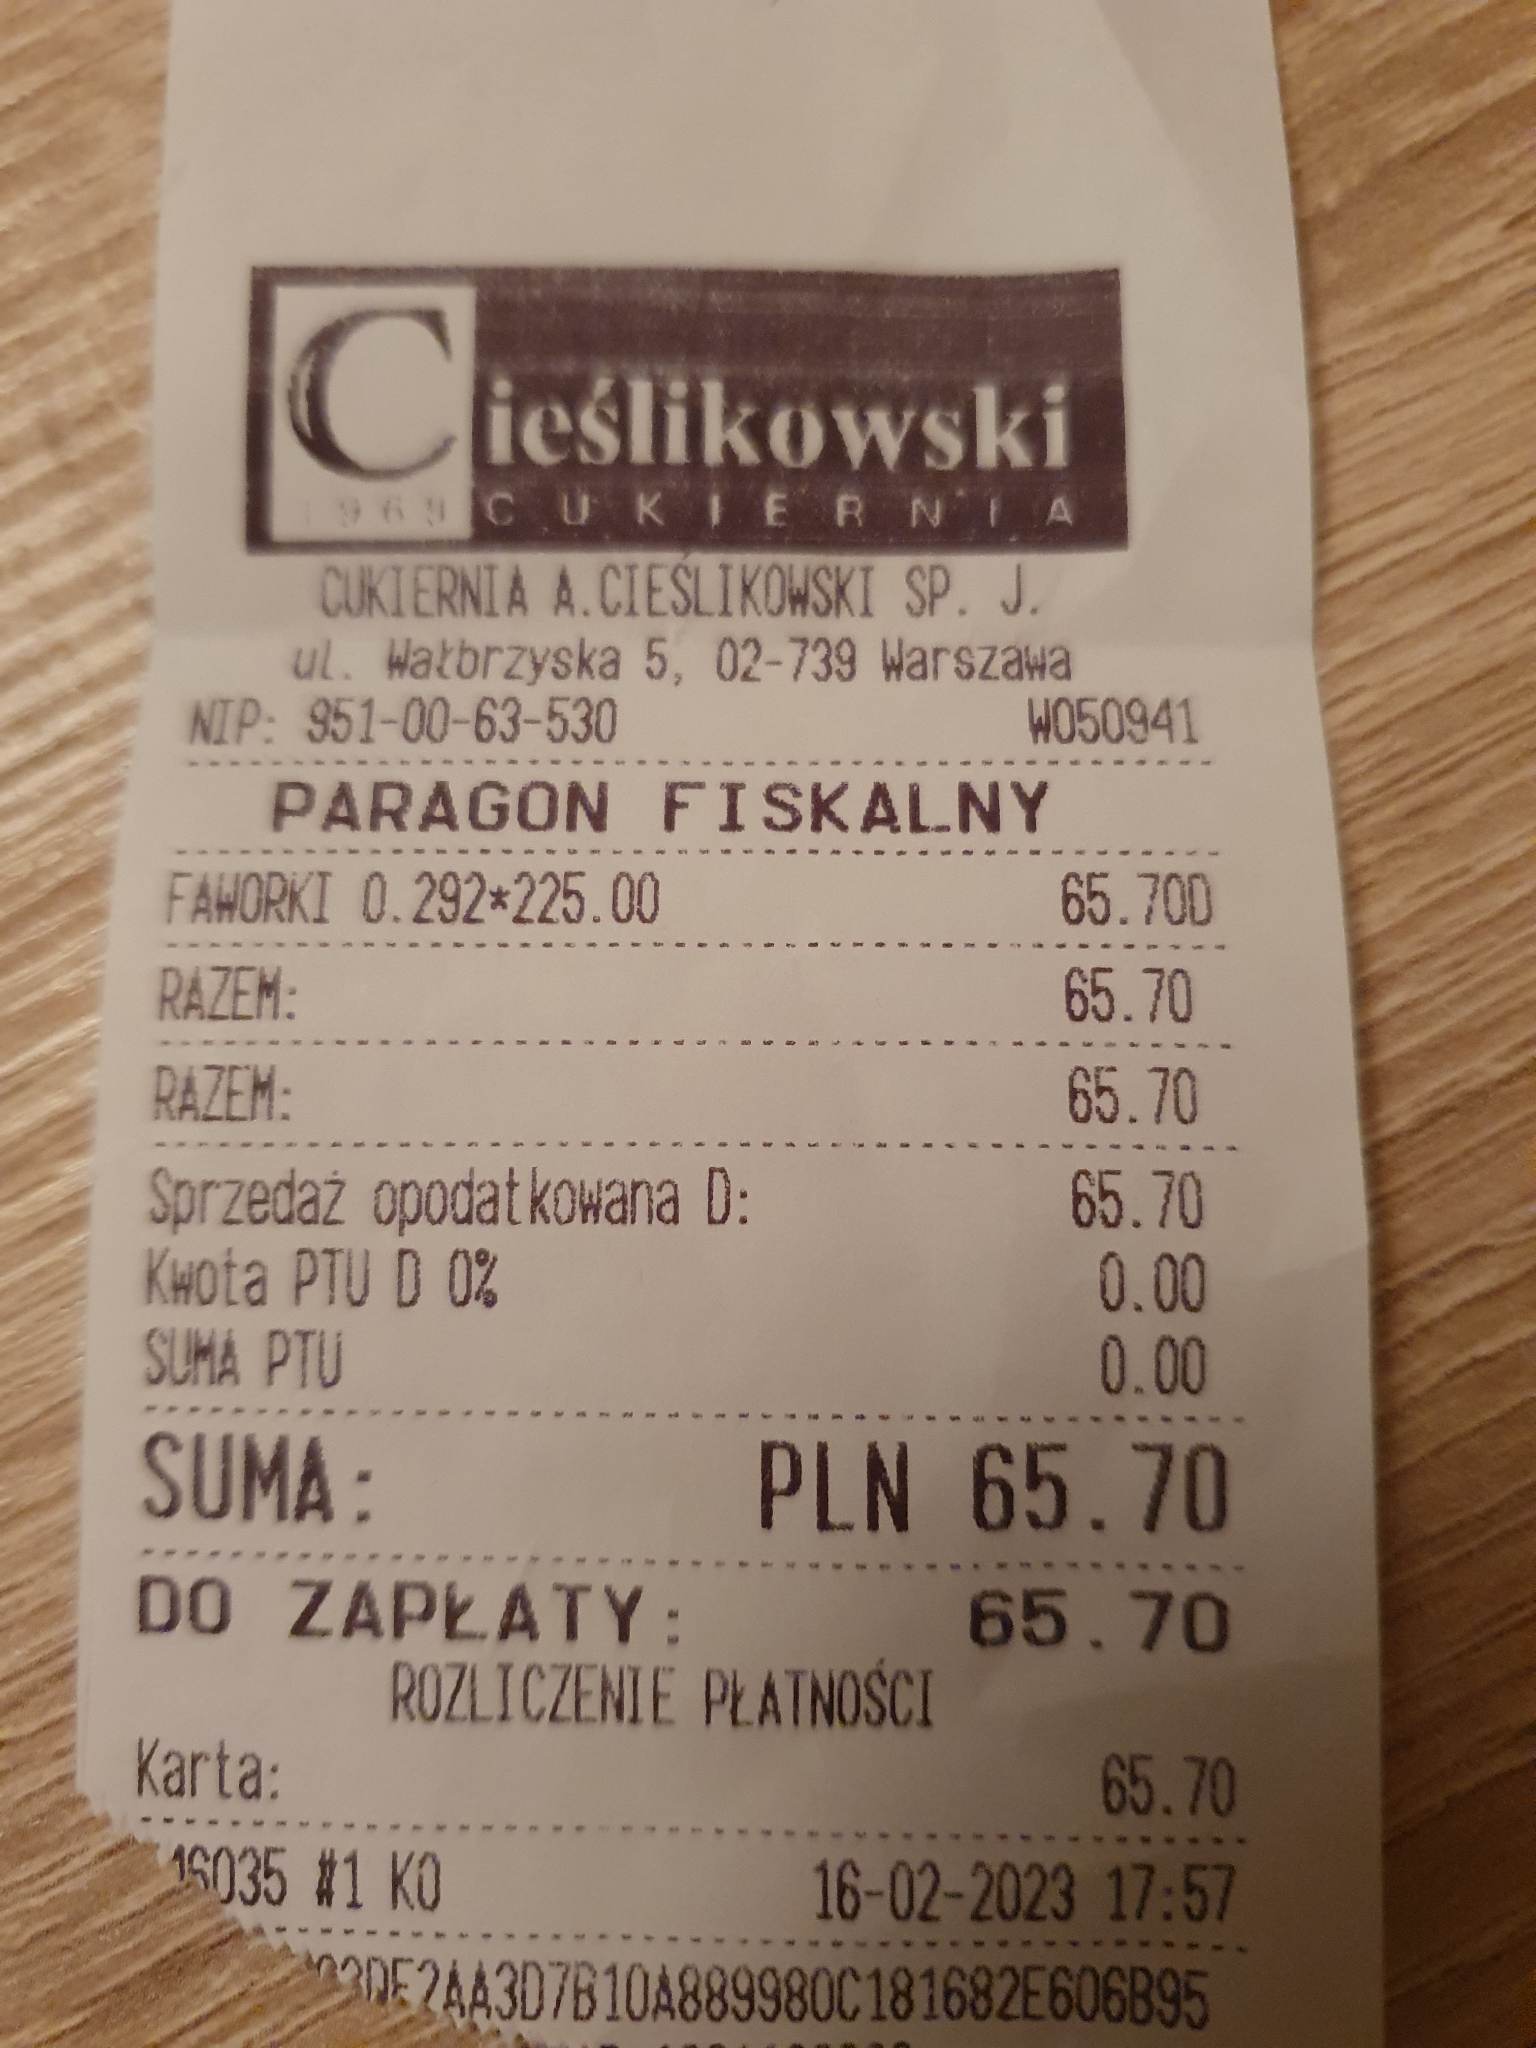 Cieślikowski
1969 CUKIERNIA
CUKIERNIA A.CIEŚLIKOWSKI SP. J.
ul. Wałbrzyska 5, 02-739 Warszawa
NIP: 951-00-63-530 W050941
PARAGON FISKALNY
FAWORKI 0.292*225.00 65.70D
RAZEM: 65.70
RAZEM: 65.70
Sprzedaż opodatkowana D: 65.70
Kwota PTU D 0% 0.00
SUMA PTU 0.00
SUMA: PLN 65.70
DO ZAPŁATY: 65.70
ROZLICZENIE PŁATNOŚCI
Karta: 65.70
16035 #1 KO 16-02-2023 17:57
3DE2AA3D7B10A889980C181682E606B95